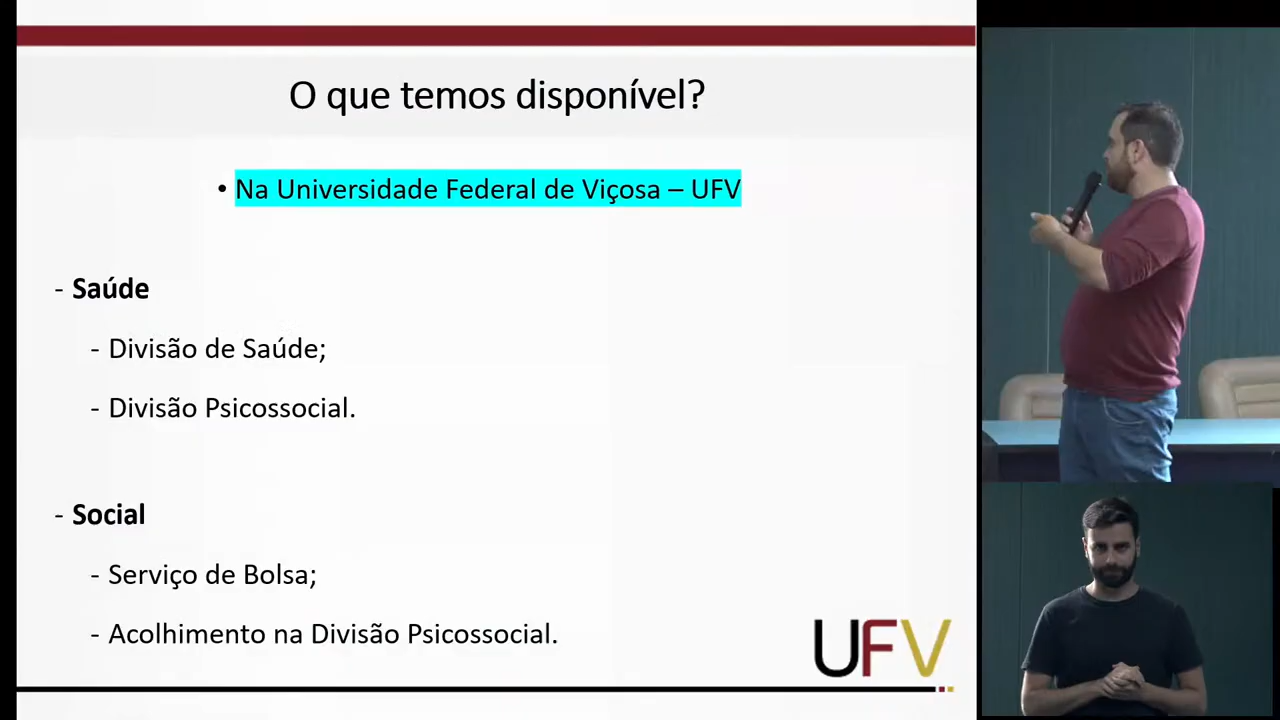 O que temos disponível?
• Na Universidade Federal de Viçosa – UFV
- Saúde
- Divisão de Saúde;
- Divisão Psicossocial.
- Social
- Serviço de Bolsa;
- Acolhimento na Divisão Psicossocial.
UFV